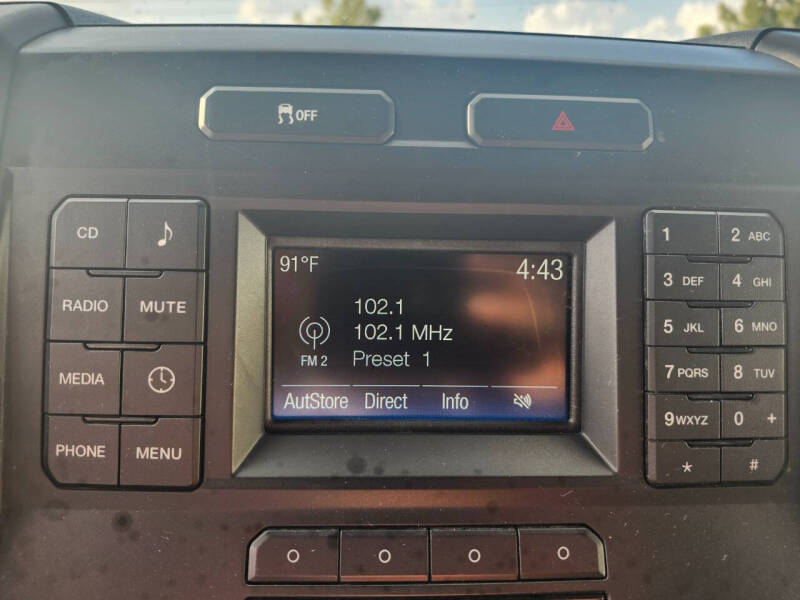 OFF
CD
RADIO MUTE
MEDIA
PHONE MENU
91°F 4:43
102.1
102.1 MHz
FM 2 Preset 1
AutStore Direct Info
1 2 ABC
3 DEF 4 GHI
5 JKL 6 MNO
7 PQRS 8 TUV
9 WXYZ 0 +
* #